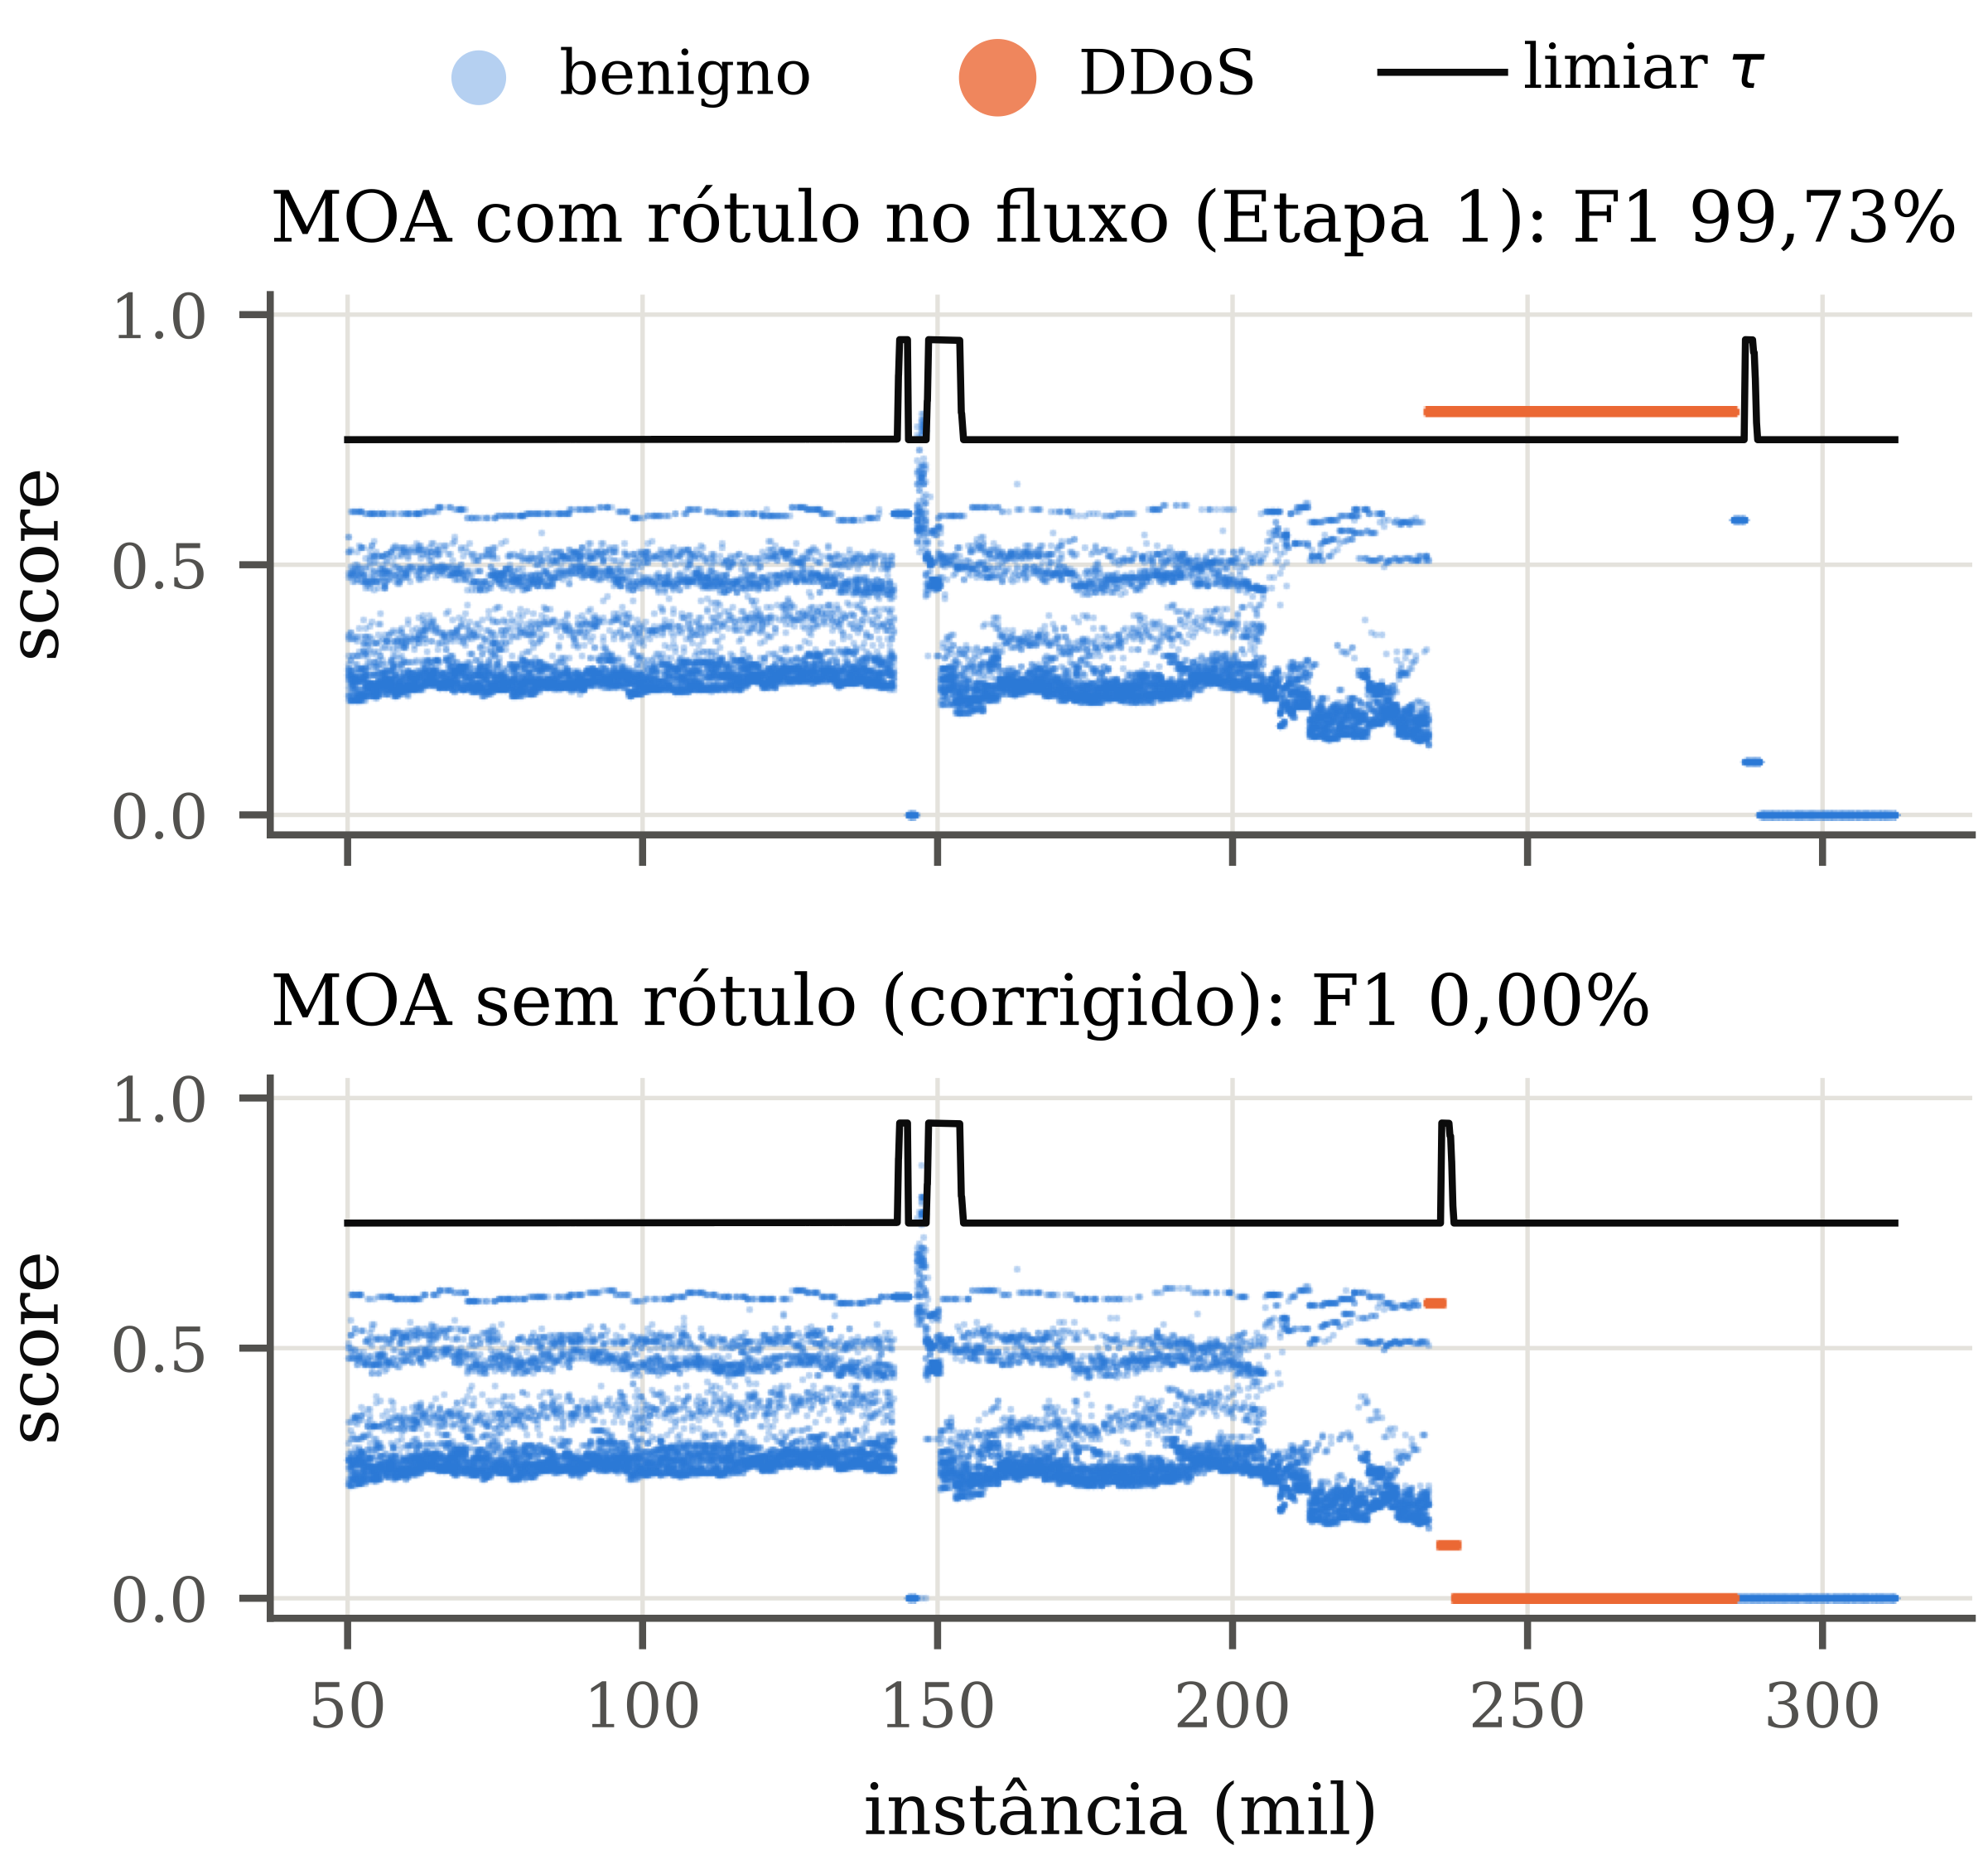 benigno DDoS limiar τ
MOA com rótulo no fluxo (Etapa 1): F1 99,73%
1.0
0.5
0.0
score
MOA sem rótulo (corrigido): F1 0,00%
1.0
0.5
0.0
score
50 100 150 200 250 300
instância (mil)